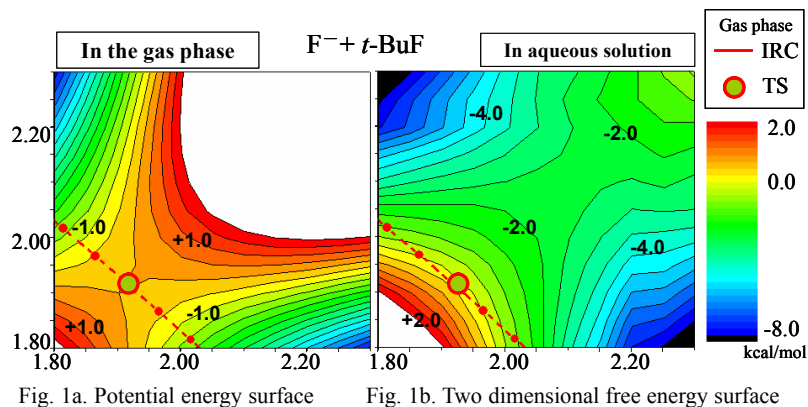 In the gas phase
F⁻ + t-BuF
In aqueous solution
Gas phase
IRC
TS
2.20
2.00
1.80
-1.0
+1.0
-1.0
+1.0
1.80
2.00
2.20
-4.0
-2.0
-2.0
-4.0
+2.0
1.80
2.00
2.20
2.0
0.0
-8.0
kcal/mol
Fig. 1a. Potential energy surface
Fig. 1b. Two dimensional free energy surface